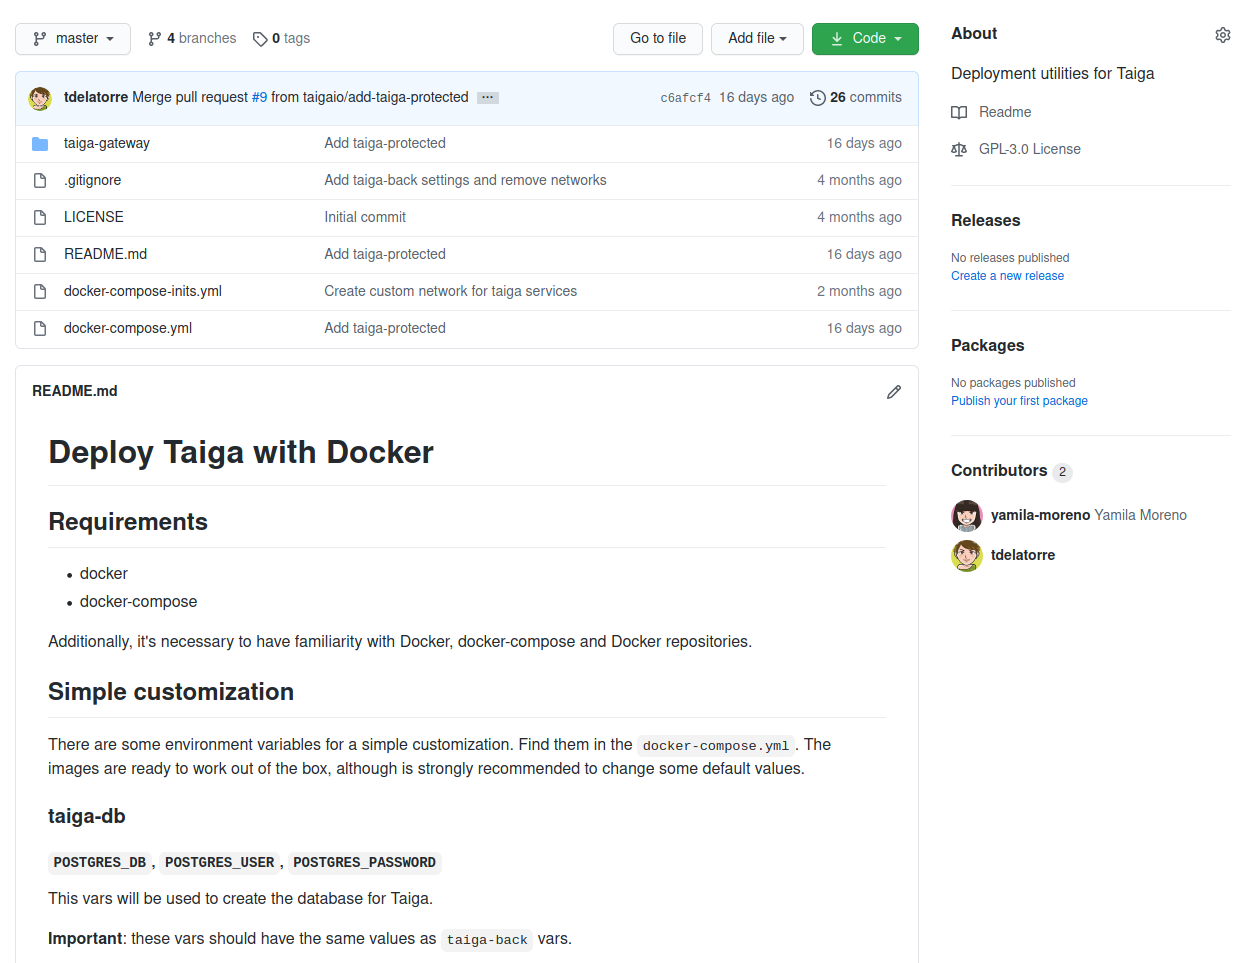 master 4 branches 0 tags Go to file Add file Code
tdelatorre Merge pull request #9 from taigaio/add-taiga-protected ··· c6afcf4 16 days ago 26 commits
taiga-gateway Add taiga-protected 16 days ago
.gitignore Add taiga-back settings and remove networks 4 months ago
LICENSE Initial commit 4 months ago
README.md Add taiga-protected 16 days ago
docker-compose-inits.yml Create custom network for taiga services 2 months ago
docker-compose.yml Add taiga-protected 16 days ago
README.md
Deploy Taiga with Docker
Requirements
• docker
• docker-compose
Additionally, it's necessary to have familiarity with Docker, docker-compose and Docker repositories.
Simple customization
There are some environment variables for a simple customization. Find them in the docker-compose.yml. The
images are ready to work out of the box, although is strongly recommended to change some default values.
taiga-db
POSTGRES_DB, POSTGRES_USER, POSTGRES_PASSWORD
This vars will be used to create the database for Taiga.
Important: these vars should have the same values as taiga-back vars.
About
Deployment utilities for Taiga
Readme
GPL-3.0 License
Releases
No releases published
Create a new release
Packages
No packages published
Publish your first package
Contributors 2
yamila-moreno Yamila Moreno
tdelatorre